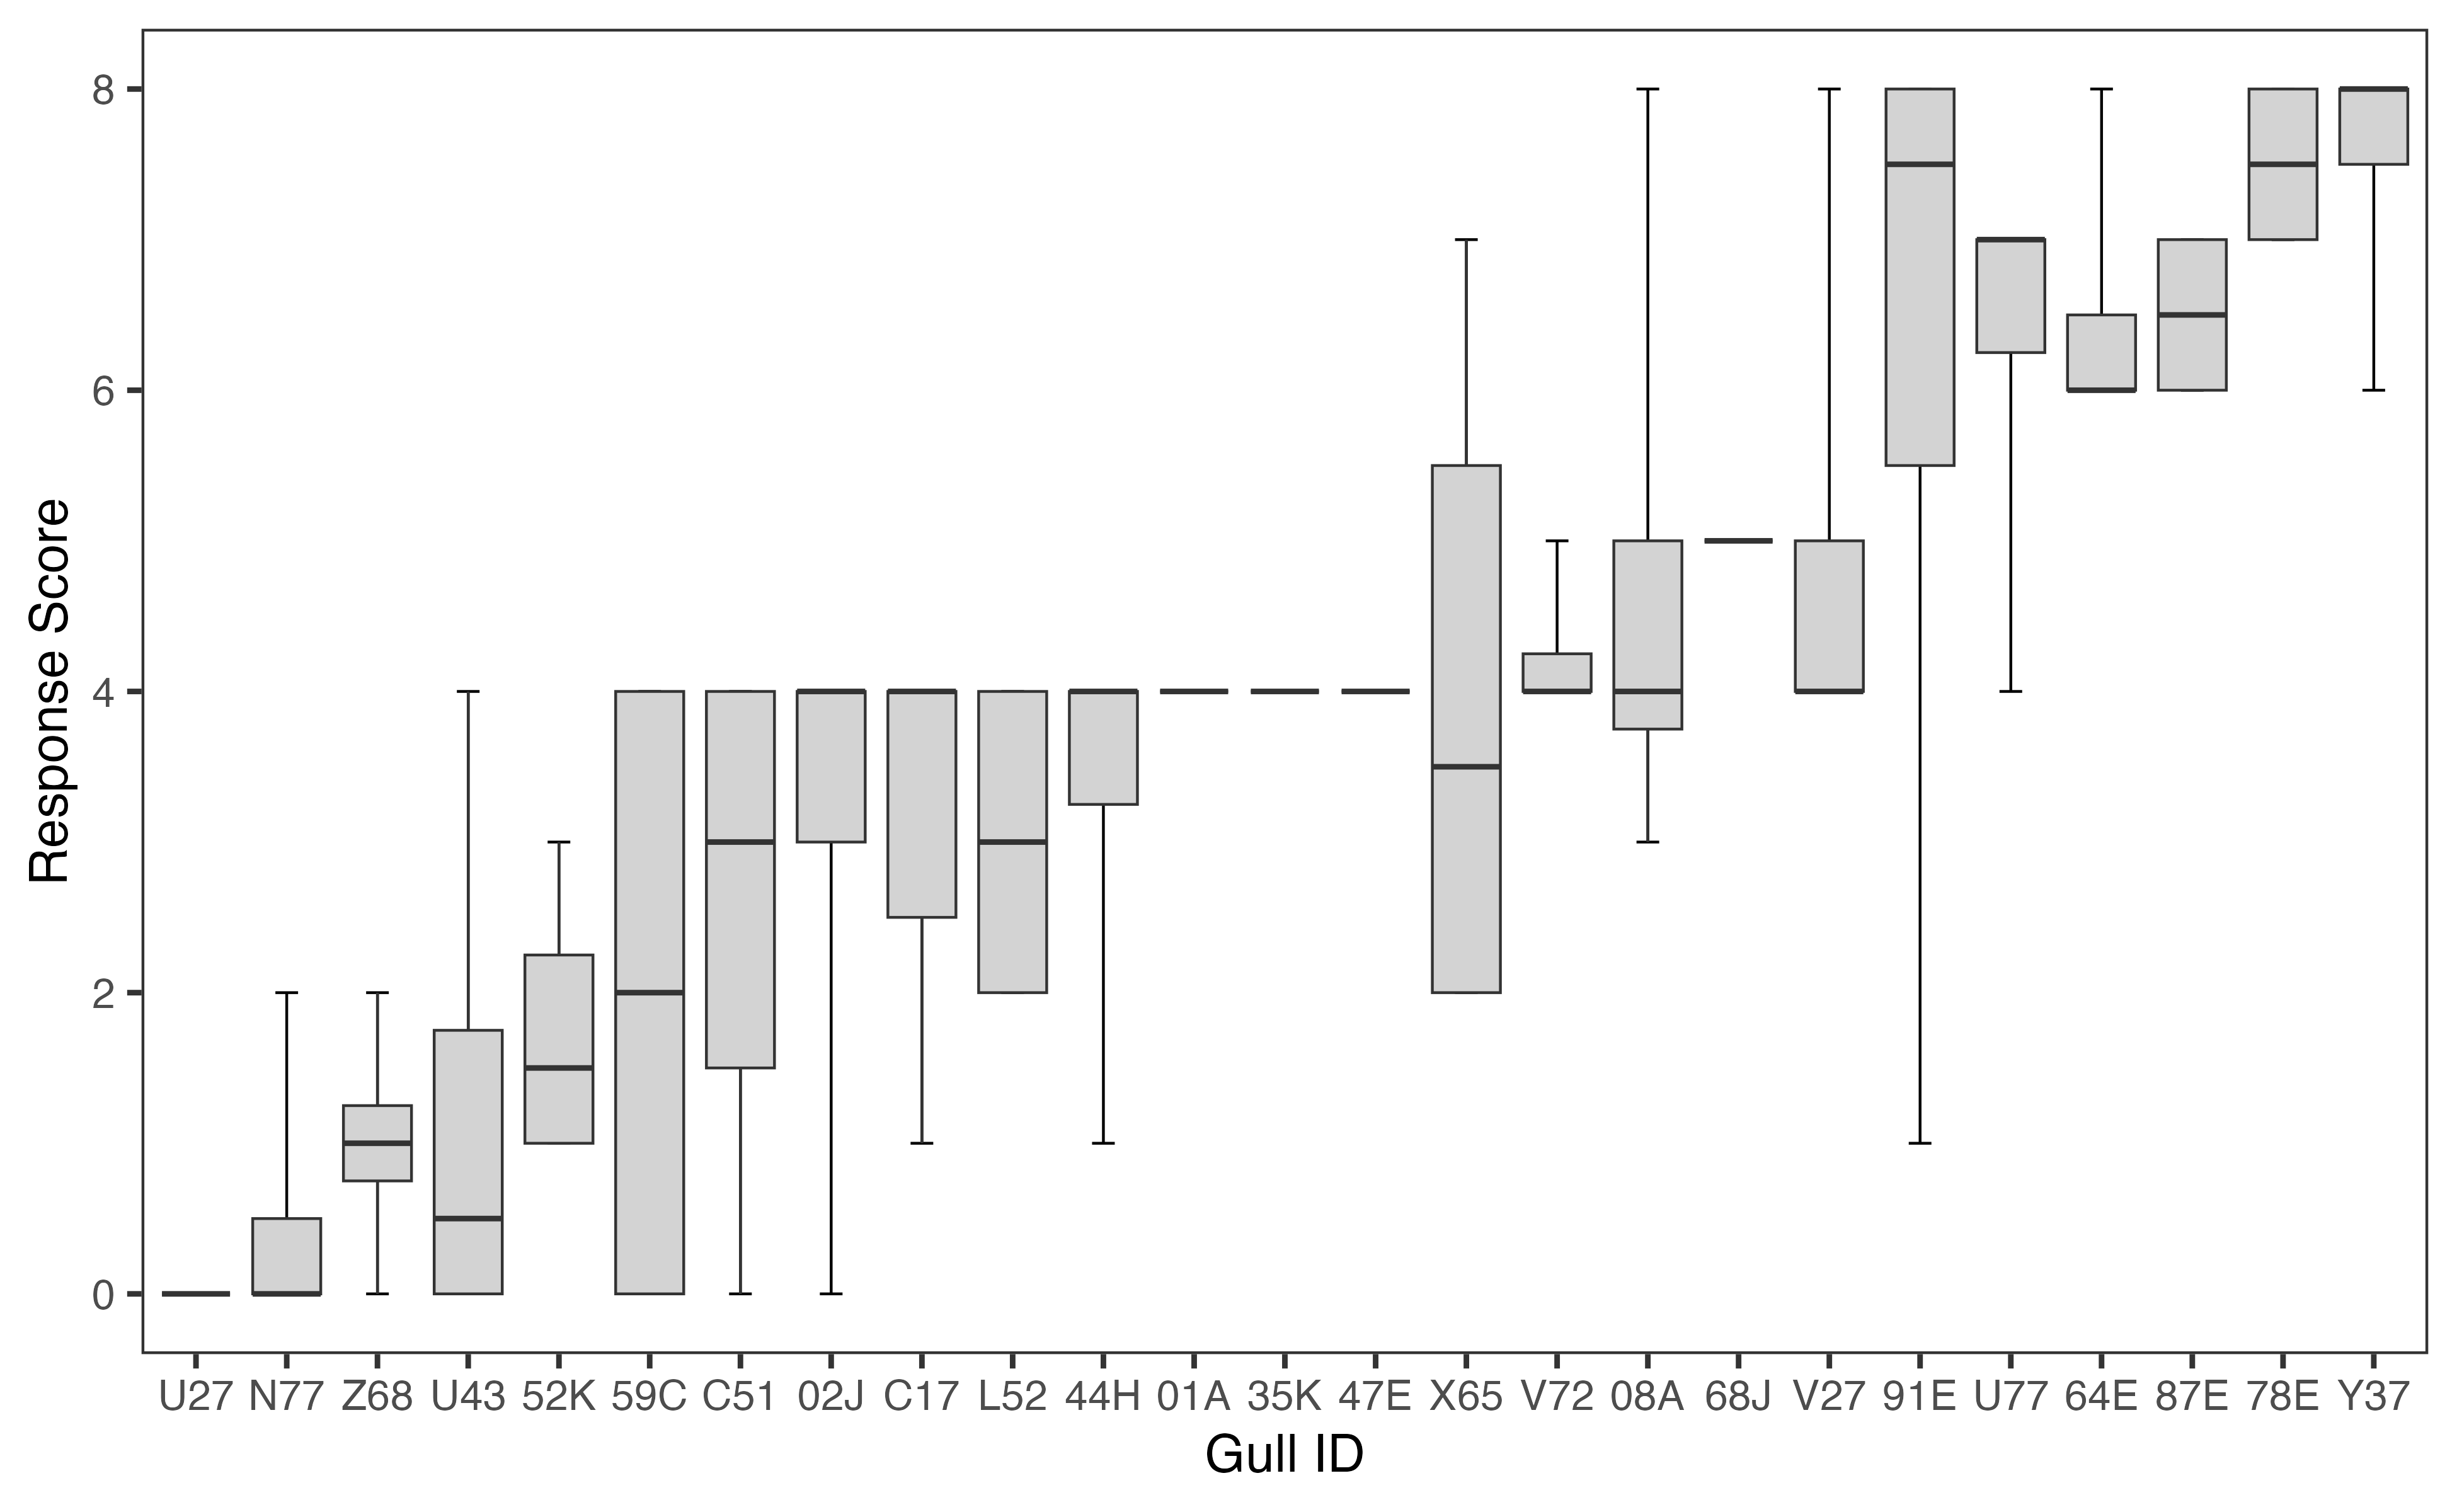 Response Score
8
6
4
2
0
U27 N77 Z68 U43 52K 59C C51 02J C17 L52 44H 01A 35K 47E X65 V72 08A 68J V27 91E U77 64E 87E 78E Y37
Gull ID